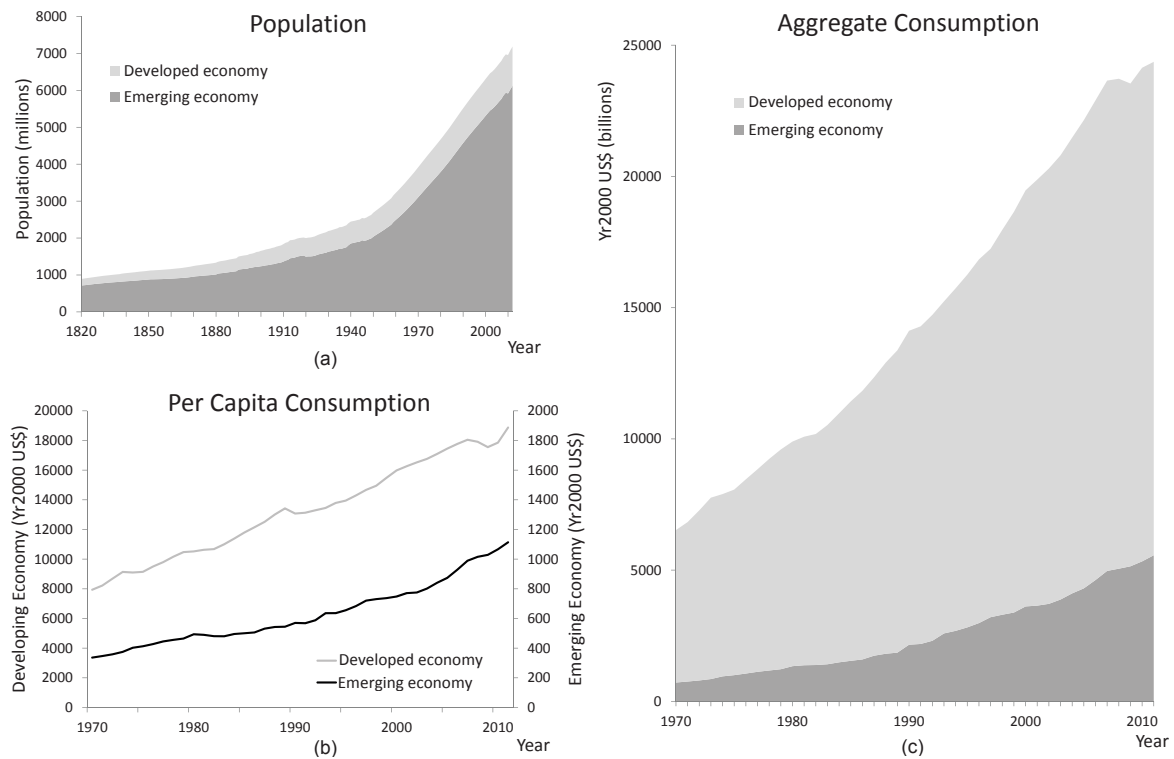 Population
8000
7000
6000
5000
4000
3000
2000
1000
0
Population (millions)
Developed economy
Emerging economy
1820 1850 1880 1910 1940 1970 2000
Year
(a)
Per Capita Consumption
20000
18000
16000
14000
12000
10000
8000
6000
4000
2000
0
Developing Economy (Yr2000 US$)
2000
1800
1600
1400
1200
1000
800
600
400
200
0
Emerging Economy (Yr2000 US$)
Developed economy
Emerging economy
1970 1980 1990 2000 2010
Year
(b)
Aggregate Consumption
25000
20000
15000
10000
5000
0
Yr2000 US$ (billions)
Developed economy
Emerging economy
1970 1980 1990 2000 2010
Year
(c)